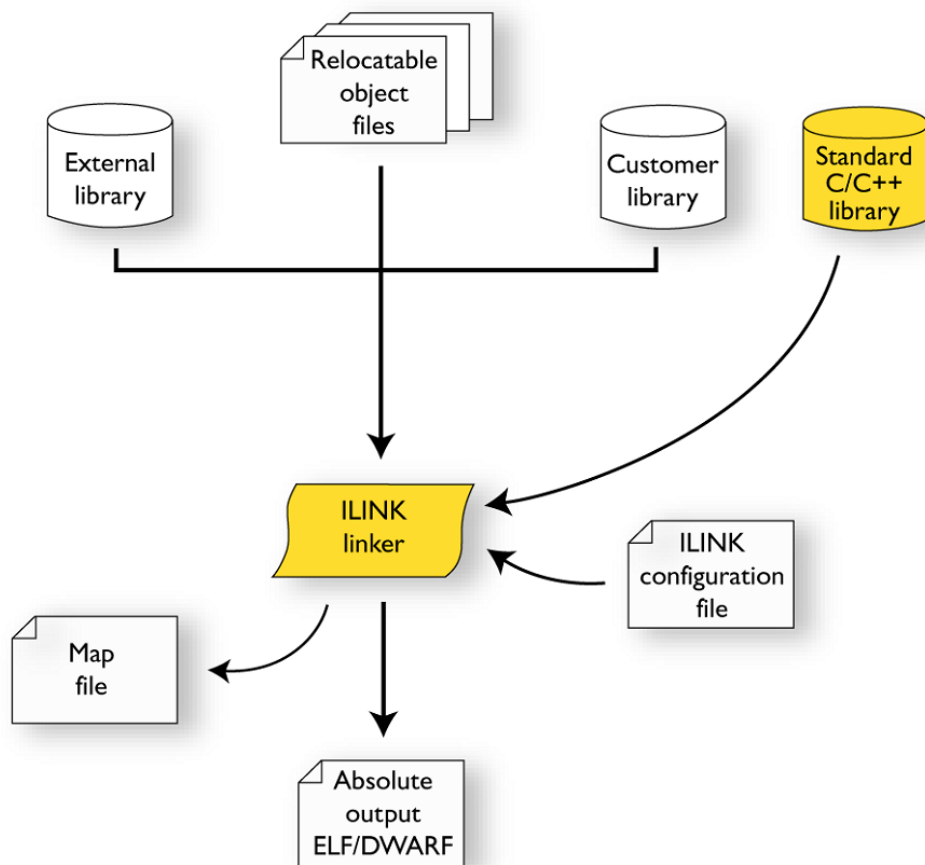 Relocatable
object
files
External
library
Customer
library
Standard
C/C++
library
ILINK
linker
ILINK
configuration
file
Map
file
Absolute
output
ELF/DWARF